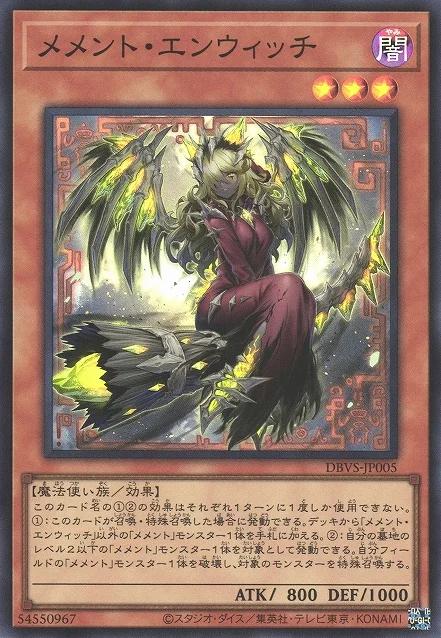 メメント・エンウィッチ
闇
DBVS-JP005
【魔法使い族/効果】
このカード名の①②の効果はそれぞれ1ターンに1度しか使用できない。
①:このカードが召喚・特殊召喚した場合に発動できる。デッキから「メメント・
エンウィッチ」以外の「メメント」モンスター1体を手札に加える。②:自分の墓地の
レベル2以下の「メメント」モンスター1体を対象として発動できる。自分フィ
ールドの「メメント」モンスター1体を破壊し、対象のモンスターを特殊召喚する。
ATK/ 800 DEF/1000
54550967 ©スタジオ・ダイス/集英社・テレビ東京・KONAMI